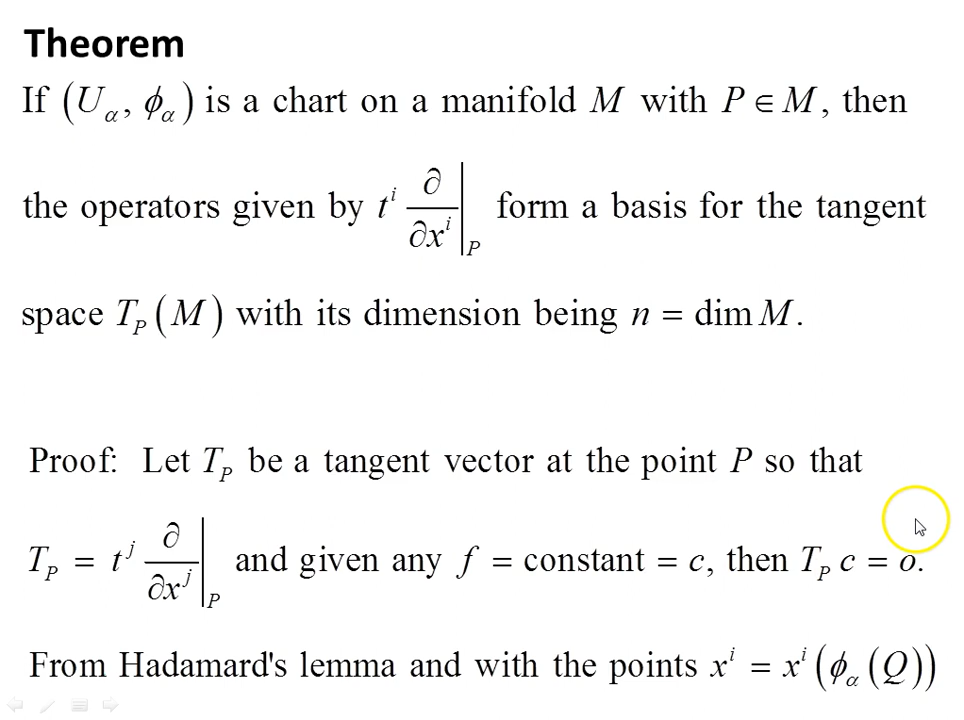 Theorem
If (U_α, ϕ_α) is a chart on a manifold M with P ∈ M, then
the operators given by t^i ∂/∂x^i |_P form a basis for the tangent
space T_P(M) with its dimension being n = dim M.
Proof: Let T_P be a tangent vector at the point P so that
T_P = t^j ∂/∂x^j |_P and given any f = constant = c, then T_P c = o.
From Hadamard's lemma and with the points x^i = x^i(ϕ_α(Q))